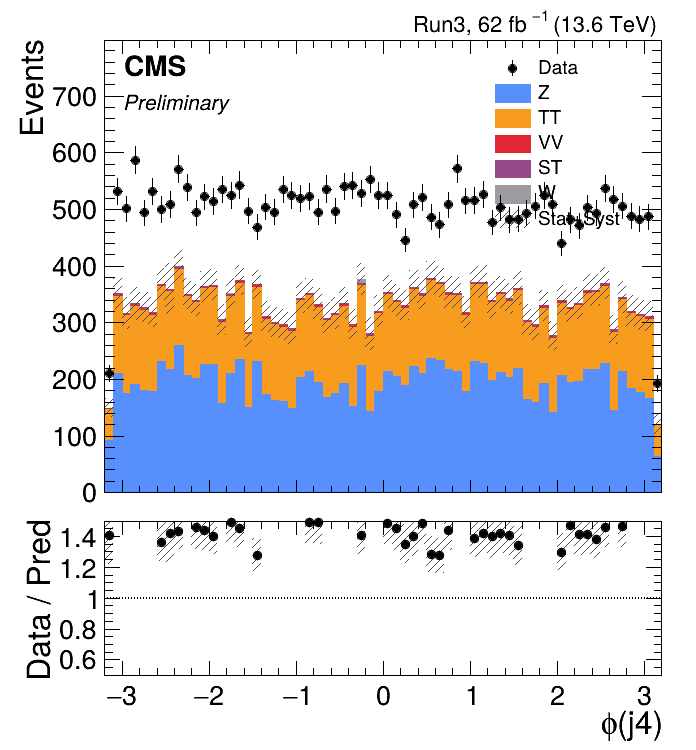 Run3, 62 fb⁻¹ (13.6 TeV)
CMS
Preliminary
Events
700
600
500
400
300
200
100
0
Data
Z
TT
VV
ST
W
Stat+Syst
Data / Pred
1.4
1.2
1
0.8
0.6
−3 −2 −1 0 1 2 3
ϕ(j4)